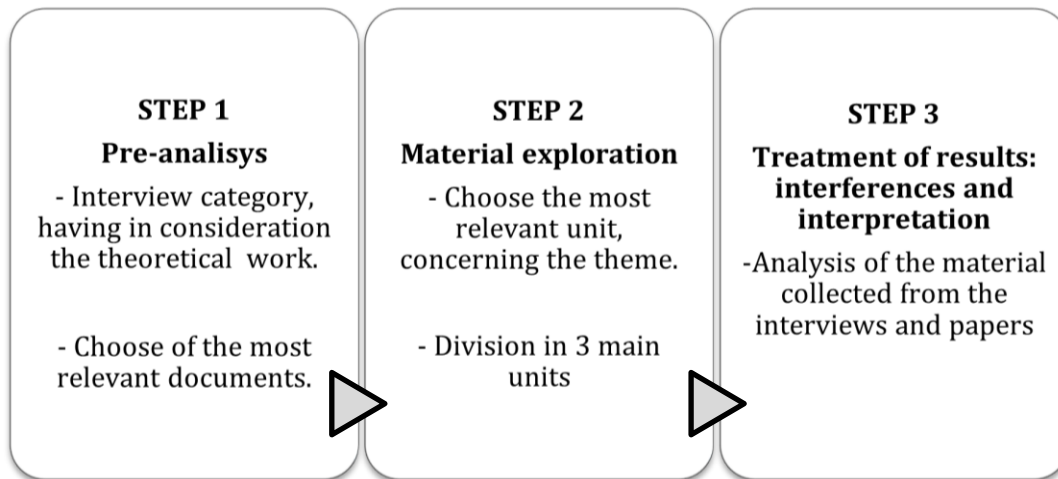 STEP 1
Pre-analisys
- Interview category,
having in consideration
the theoretical work.
- Choose of the most
relevant documents.
STEP 2
Material exploration
- Choose the most
relevant unit,
concerning the theme.
- Division in 3 main
units
STEP 3
Treatment of results:
interferences and
interpretation
-Analysis of the material
collected from the
interviews and papers